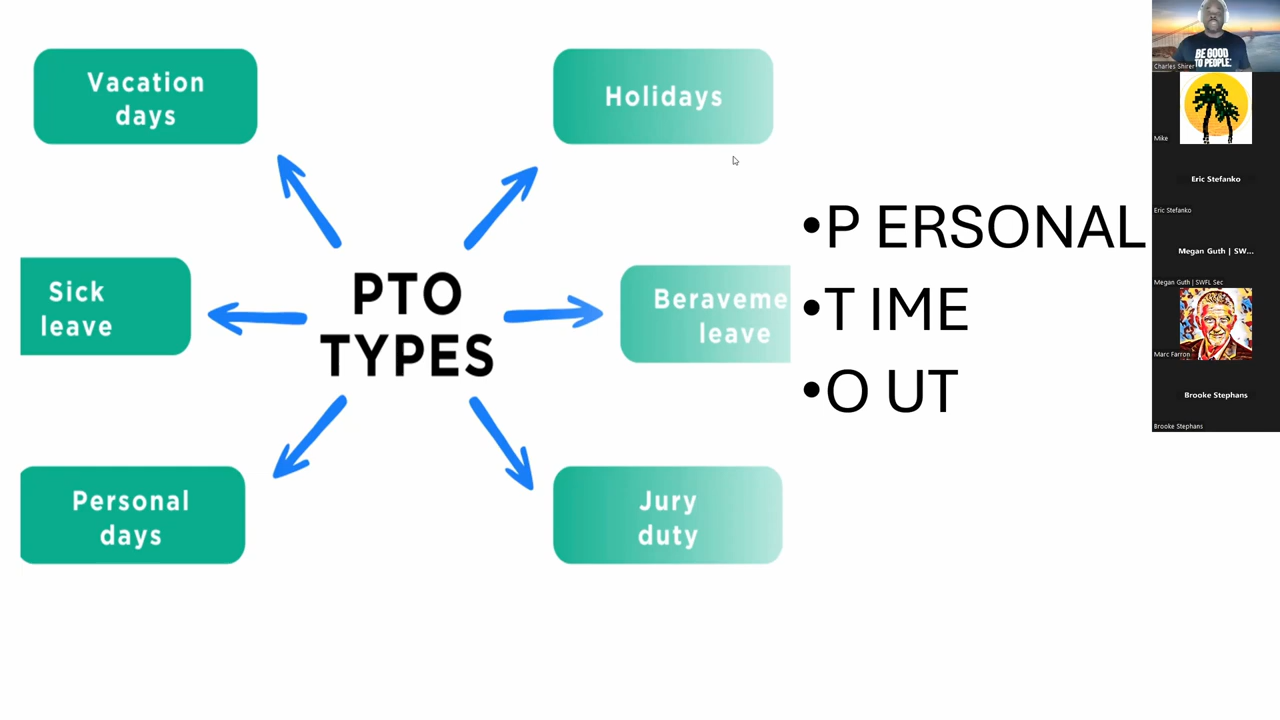 Vacation
days
Holidays
Sick
leave
PTO
TYPES
Beraveme
leave
Personal
days
Jury
duty
•P ERSONAL
•T IME
•O UT
BE GOOD
TO PEOPLE.
Charles Shirer
Mike
Eric Stefanko
Eric Stefanko
Megan Guth | SW...
Megan Guth | SWFL Sec
Marc Farron
Brooke Stephans
Brooke Stephans